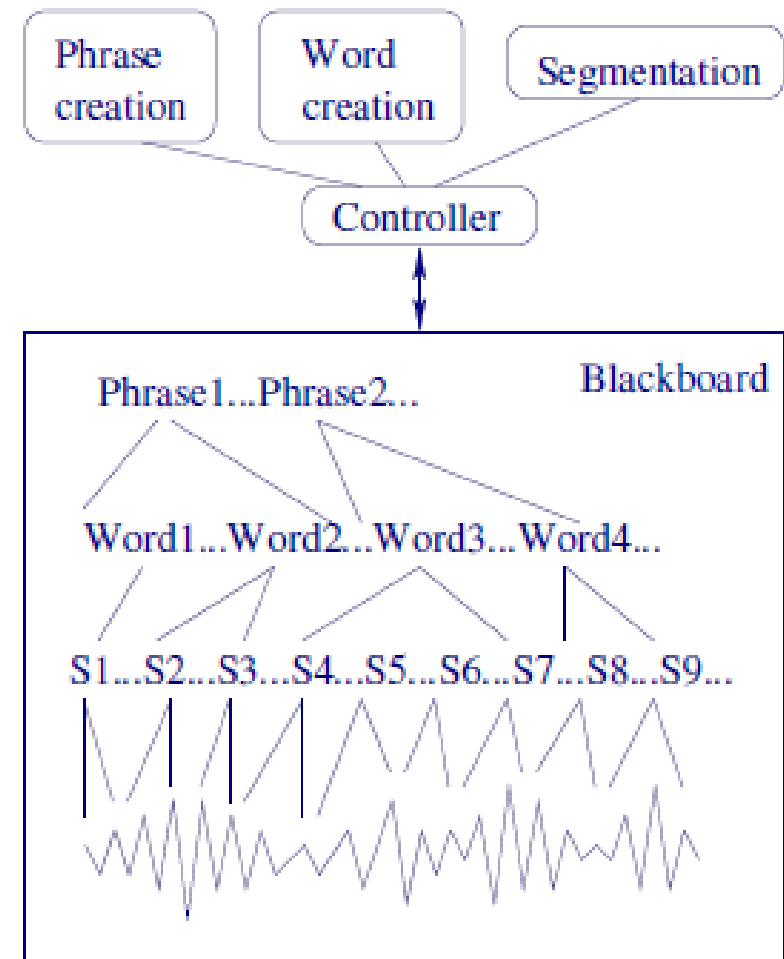 Phrase
creation
Word
creation
Segmentation
Controller
Blackboard
Phrase1...Phrase2...
Word1...Word2...Word3...Word4...
S1...S2...S3...S4...S5...S6...S7...S8...S9...